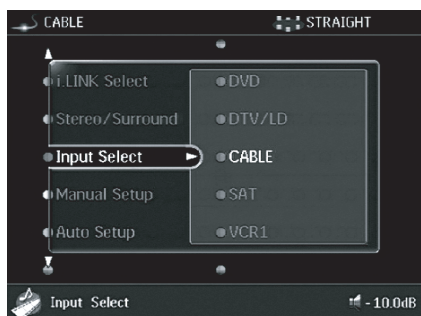 CABLE STRAIGHT
i.LINK Select DVD
Stereo/Surround DTV/LD
Input Select CABLE
Manual Setup SAT
Auto Setup VCR1
Input Select -10.0dB